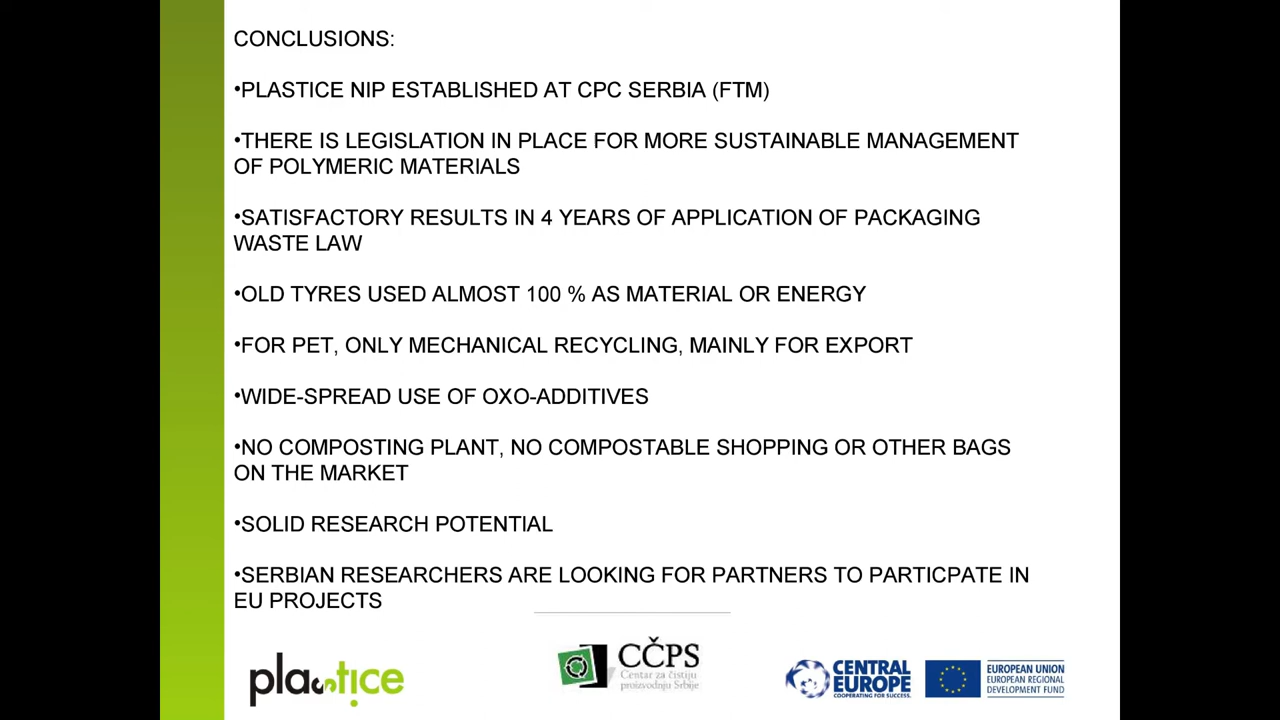 CONCLUSIONS:
•PLASTICE NIP ESTABLISHED AT CPC SERBIA (FTM)
•THERE IS LEGISLATION IN PLACE FOR MORE SUSTAINABLE MANAGEMENT
OF POLYMERIC MATERIALS
•SATISFACTORY RESULTS IN 4 YEARS OF APPLICATION OF PACKAGING
WASTE LAW
•OLD TYRES USED ALMOST 100 % AS MATERIAL OR ENERGY
•FOR PET, ONLY MECHANICAL RECYCLING, MAINLY FOR EXPORT
•WIDE-SPREAD USE OF OXO-ADDITIVES
•NO COMPOSTING PLANT, NO COMPOSTABLE SHOPPING OR OTHER BAGS
ON THE MARKET
•SOLID RESEARCH POTENTIAL
•SERBIAN RESEARCHERS ARE LOOKING FOR PARTNERS TO PARTICPATE IN
EU PROJECTS
plastice
CČPS
Centar za čistiju
proizvodnju Srbije
CENTRAL
EUROPE
COOPERATING FOR SUCCESS.
EUROPEAN UNION
EUROPEAN REGIONAL
DEVELOPMENT FUND